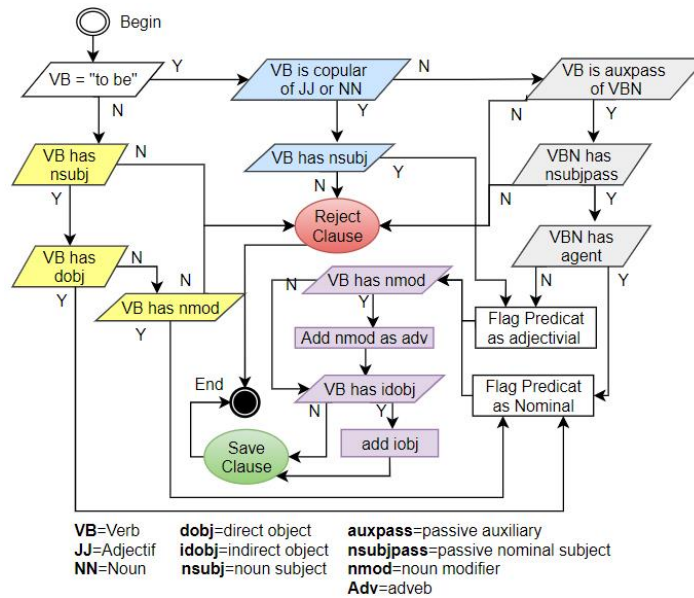 Begin
VB = "to be"
Y
N
VB is copular
of JJ or NN
N
Y
VB is auxpass
of VBN
N
Y
VB has
nsubj
N
Y
VB has nsubj
Y
N
VBN has
nsubjpass
N
Y
Reject
Clause
VB has
dobj
N
Y
VB has nmod
N
Y
VBN has
agent
N
Y
VB has nmod
N
Y
Flag Predicat
as adjectivial
Add nmod as adv
End
VB has idobj
N
Y
Flag Predicat
as Nominal
Save
Clause
add iobj
VB=Verb
JJ=Adjectif
NN=Noun
dobj=direct object
idobj=indirect object
nsubj=noun subject
auxpass=passive auxiliary
nsubjpass=passive nominal subject
nmod=noun modifier
Adv=adveb